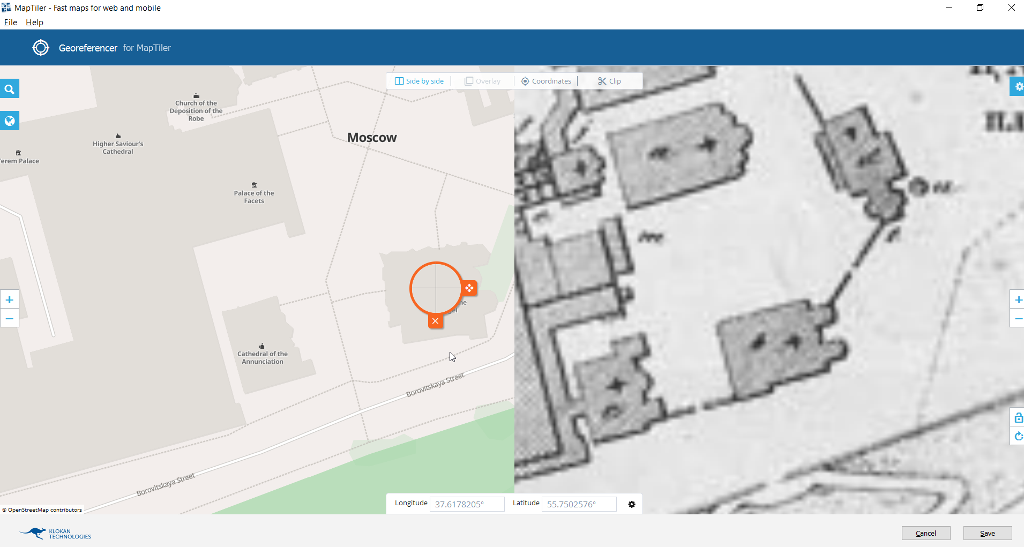 MapTiler - Fast maps for web and mobile
File Help
Georeferencer for MapTiler
Side by side Overlay Coordinates Clip
Church of the
Deposition of the
Robe
Higher Saviour's
Cathedral
Moscow
erem Palace
Palace of the
Facets
Cathedral of the
Annunciation
Borovitskaya Street
Borovitskaya Street
© OpenStreetMap contributors
Longitude 37.6178205° Latitude 55.7502576°
KLOKAN
TECHNOLOGIES
Cancel Save